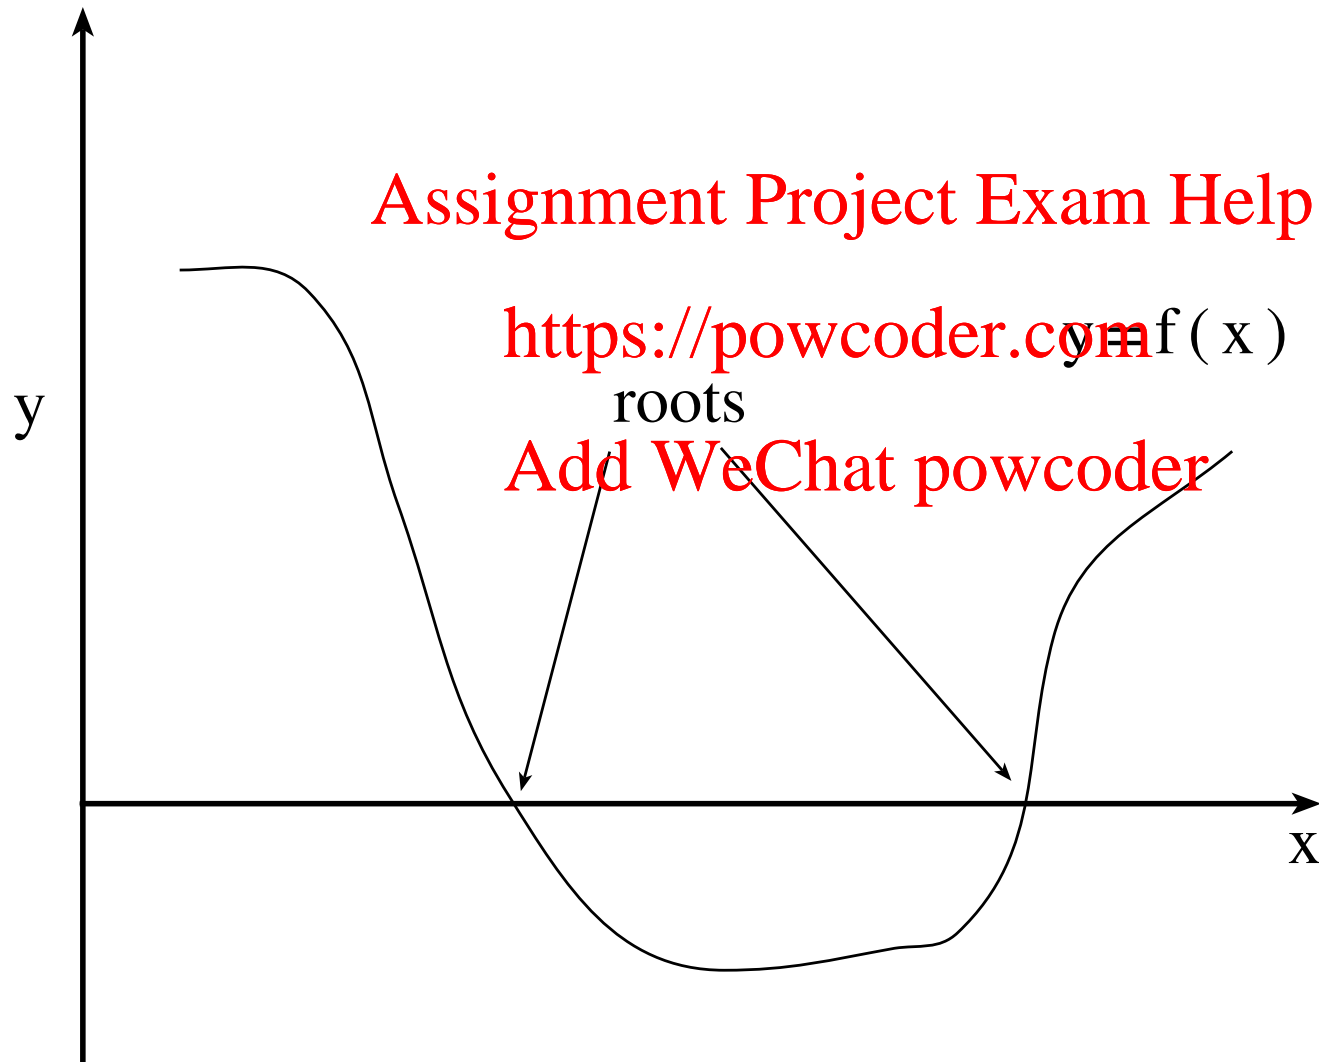 Assignment Project Exam Help
https://powcoder.com
y = f ( x )
roots
y
Add WeChat powcoder
x